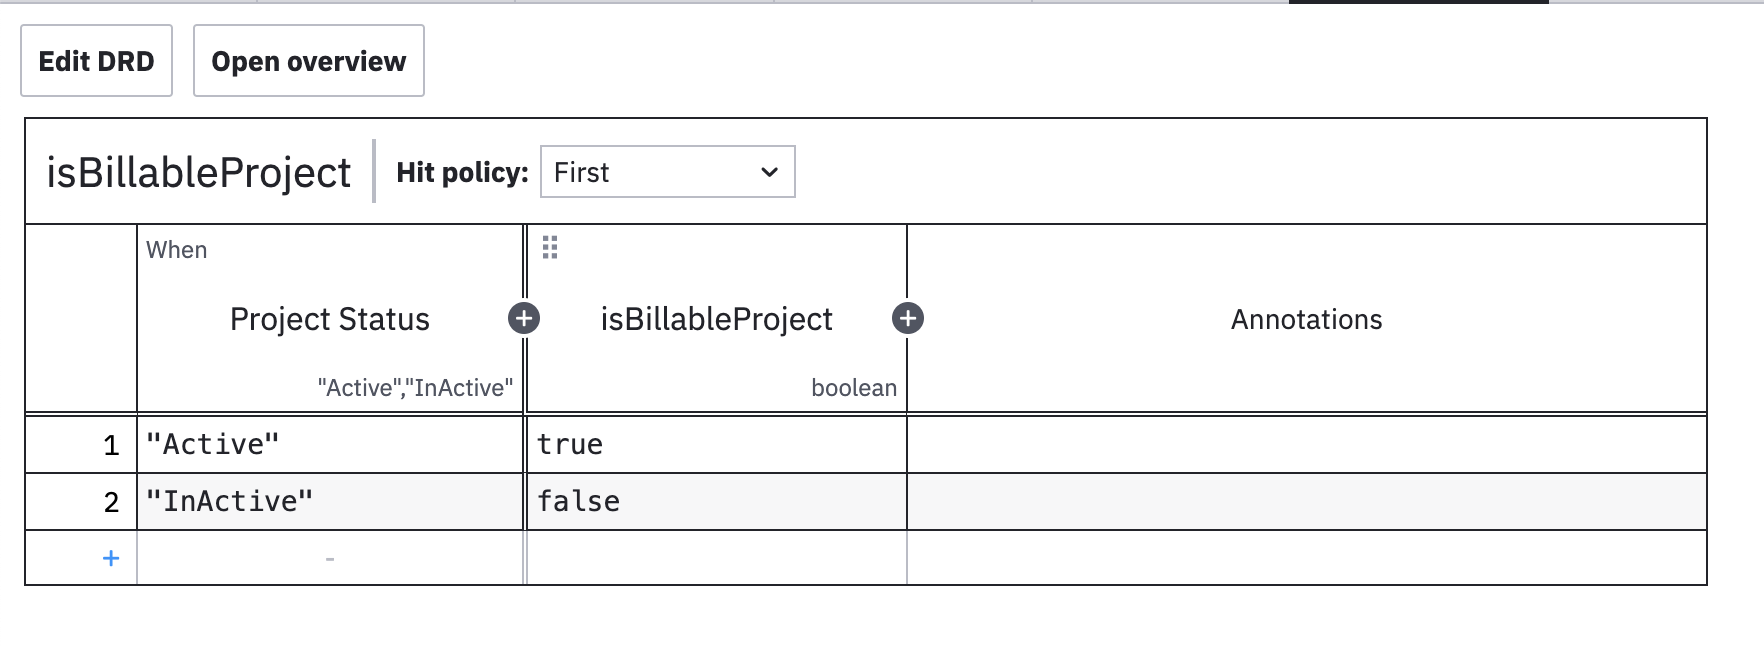 Edit DRD Open overview
isBillableProject Hit policy: First
When
Project Status isBillableProject Annotations
"Active","InActive" boolean
1 "Active" true
2 "InActive" false
+ -